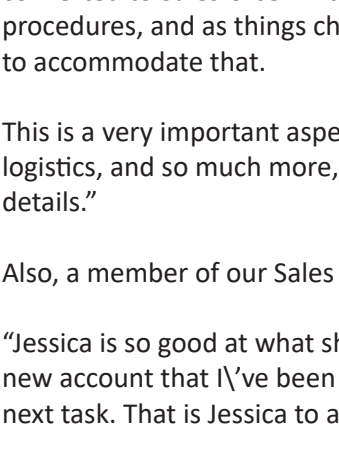 procedures, and as things ch
to accommodate that.
This is a very important aspe
logistics, and so much more,
details.”
Also, a member of our Sales
“Jessica is so good at what sh
new account that I\'ve been
next task. That is Jessica to a